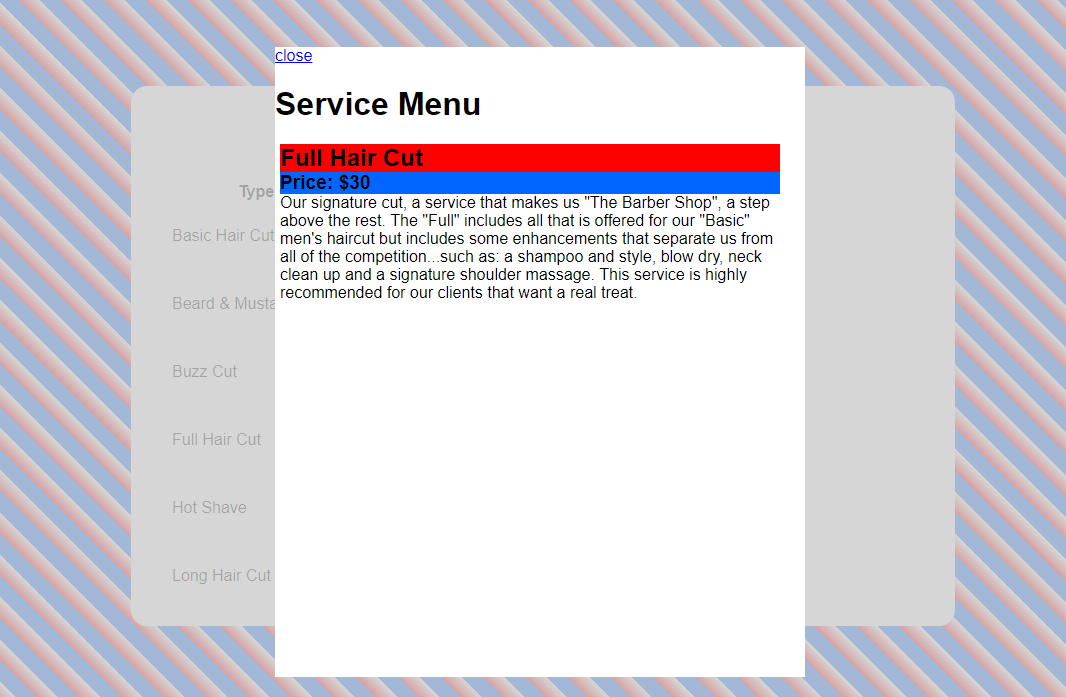 close
Service Menu
Full Hair Cut
Price: $30
Our signature cut, a service that makes us "The Barber Shop", a step
above the rest. The "Full" includes all that is offered for our "Basic"
men's haircut but includes some enhancements that separate us from
all of the competition...such as: a shampoo and style, blow dry, neck
clean up and a signature shoulder massage. This service is highly
recommended for our clients that want a real treat.
Type
Basic Hair Cut
Beard & Musta
Buzz Cut
Full Hair Cut
Hot Shave
Long Hair Cut